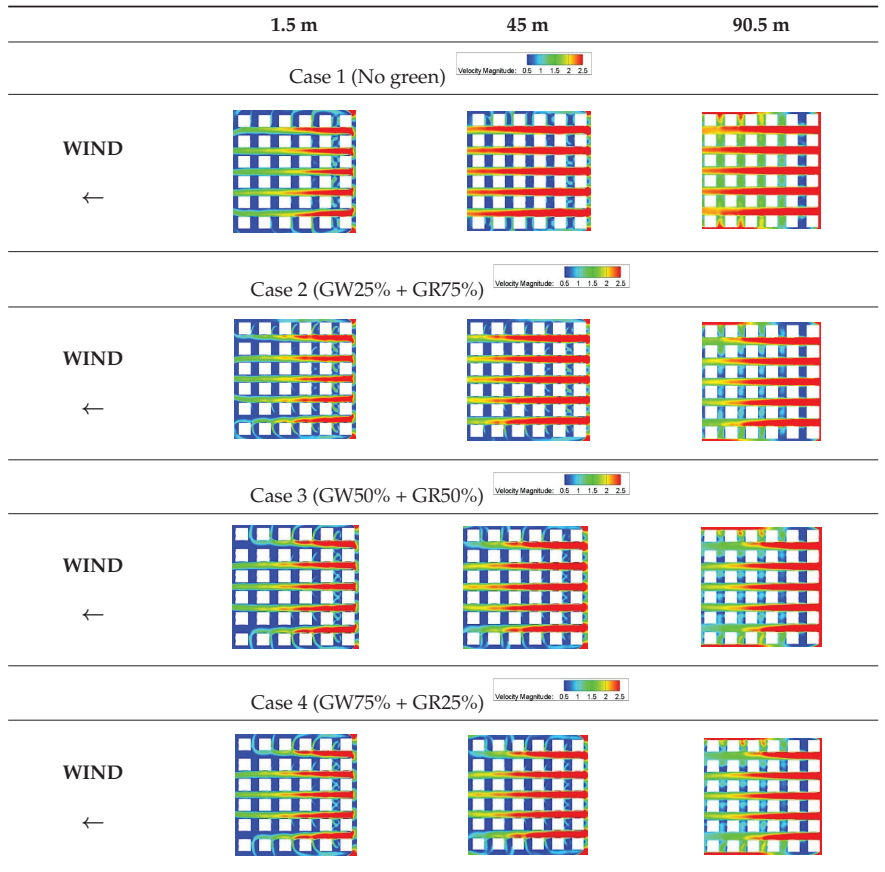 1.5 m 45 m 90.5 m
Case 1 (No green) Velocity Magnitude: 0.5 1 1.5 2 2.5
WIND
←
Case 2 (GW25% + GR75%) Velocity Magnitude: 0.5 1 1.5 2 2.5
WIND
←
Case 3 (GW50% + GR50%) Velocity Magnitude: 0.5 1 1.5 2 2.5
WIND
←
Case 4 (GW75% + GR25%) Velocity Magnitude: 0.5 1 1.5 2 2.5
WIND
←